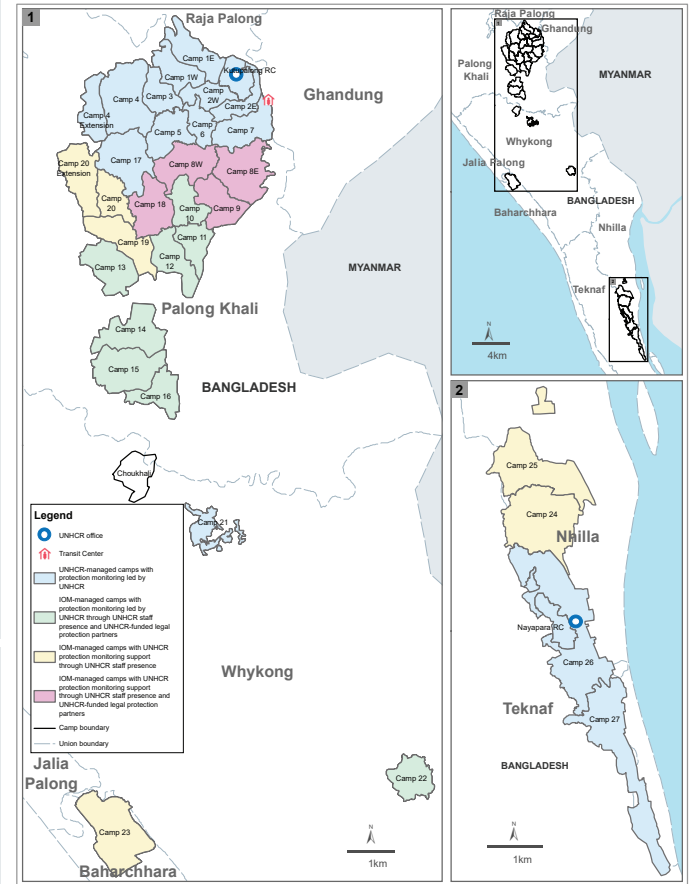 1
Raja Palong
Camp 1E
Kutupalong RC
Camp 1W
Camp 4
Camp 3
Camp
2W
Camp 2E
Ghandung
Camp 4
Extension
Camp 5
Camp
6
Camp 7
Camp 17
Camp 20
Extension
Camp 8W
Camp 8E
Camp
20
Camp 18
Camp
10
Camp 9
Camp 19
Camp 11
Camp
12
Camp 13
MYANMAR
Palong Khali
Camp 14
Camp 15
Camp 16
BANGLADESH
Choukhali
Camp 21
Legend
UNHCR office
Transit Center
UNHCR-managed camps with
protection monitoring led by
UNHCR
IOM-managed camps with
protection monitoring led by
UNHCR through UNHCR staff
presence and UNHCR-funded legal
protection partners
IOM-managed camps with UNHCR
protection monitoring support
through UNHCR staff presence
IOM-managed camps with UNHCR
protection monitoring support
through UNHCR staff presence and
UNHCR-funded legal protection
partners
Camp boundary
Union boundary
Whykong
Jalia
Palong
Camp 22
Camp 23
Baharchhara
N
1km
Raja Palong
1
Ghandung
Palong
Khali
MYANMAR
Whykong
Jalia Palong
BANGLADESH
Baharchhara
Nhilla
Teknaf
2
N
4km
2
Camp 25
Camp 24
Nhilla
Nayapara RC
Camp 26
Teknaf
Camp 27
BANGLADESH
N
1km